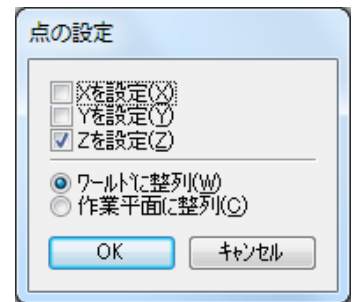 点の設定
Xを設定(X)
Yを設定(Y)
Zを設定(Z)
ワールドに整列(W)
作業平面に整列(C)
OK キャンセル